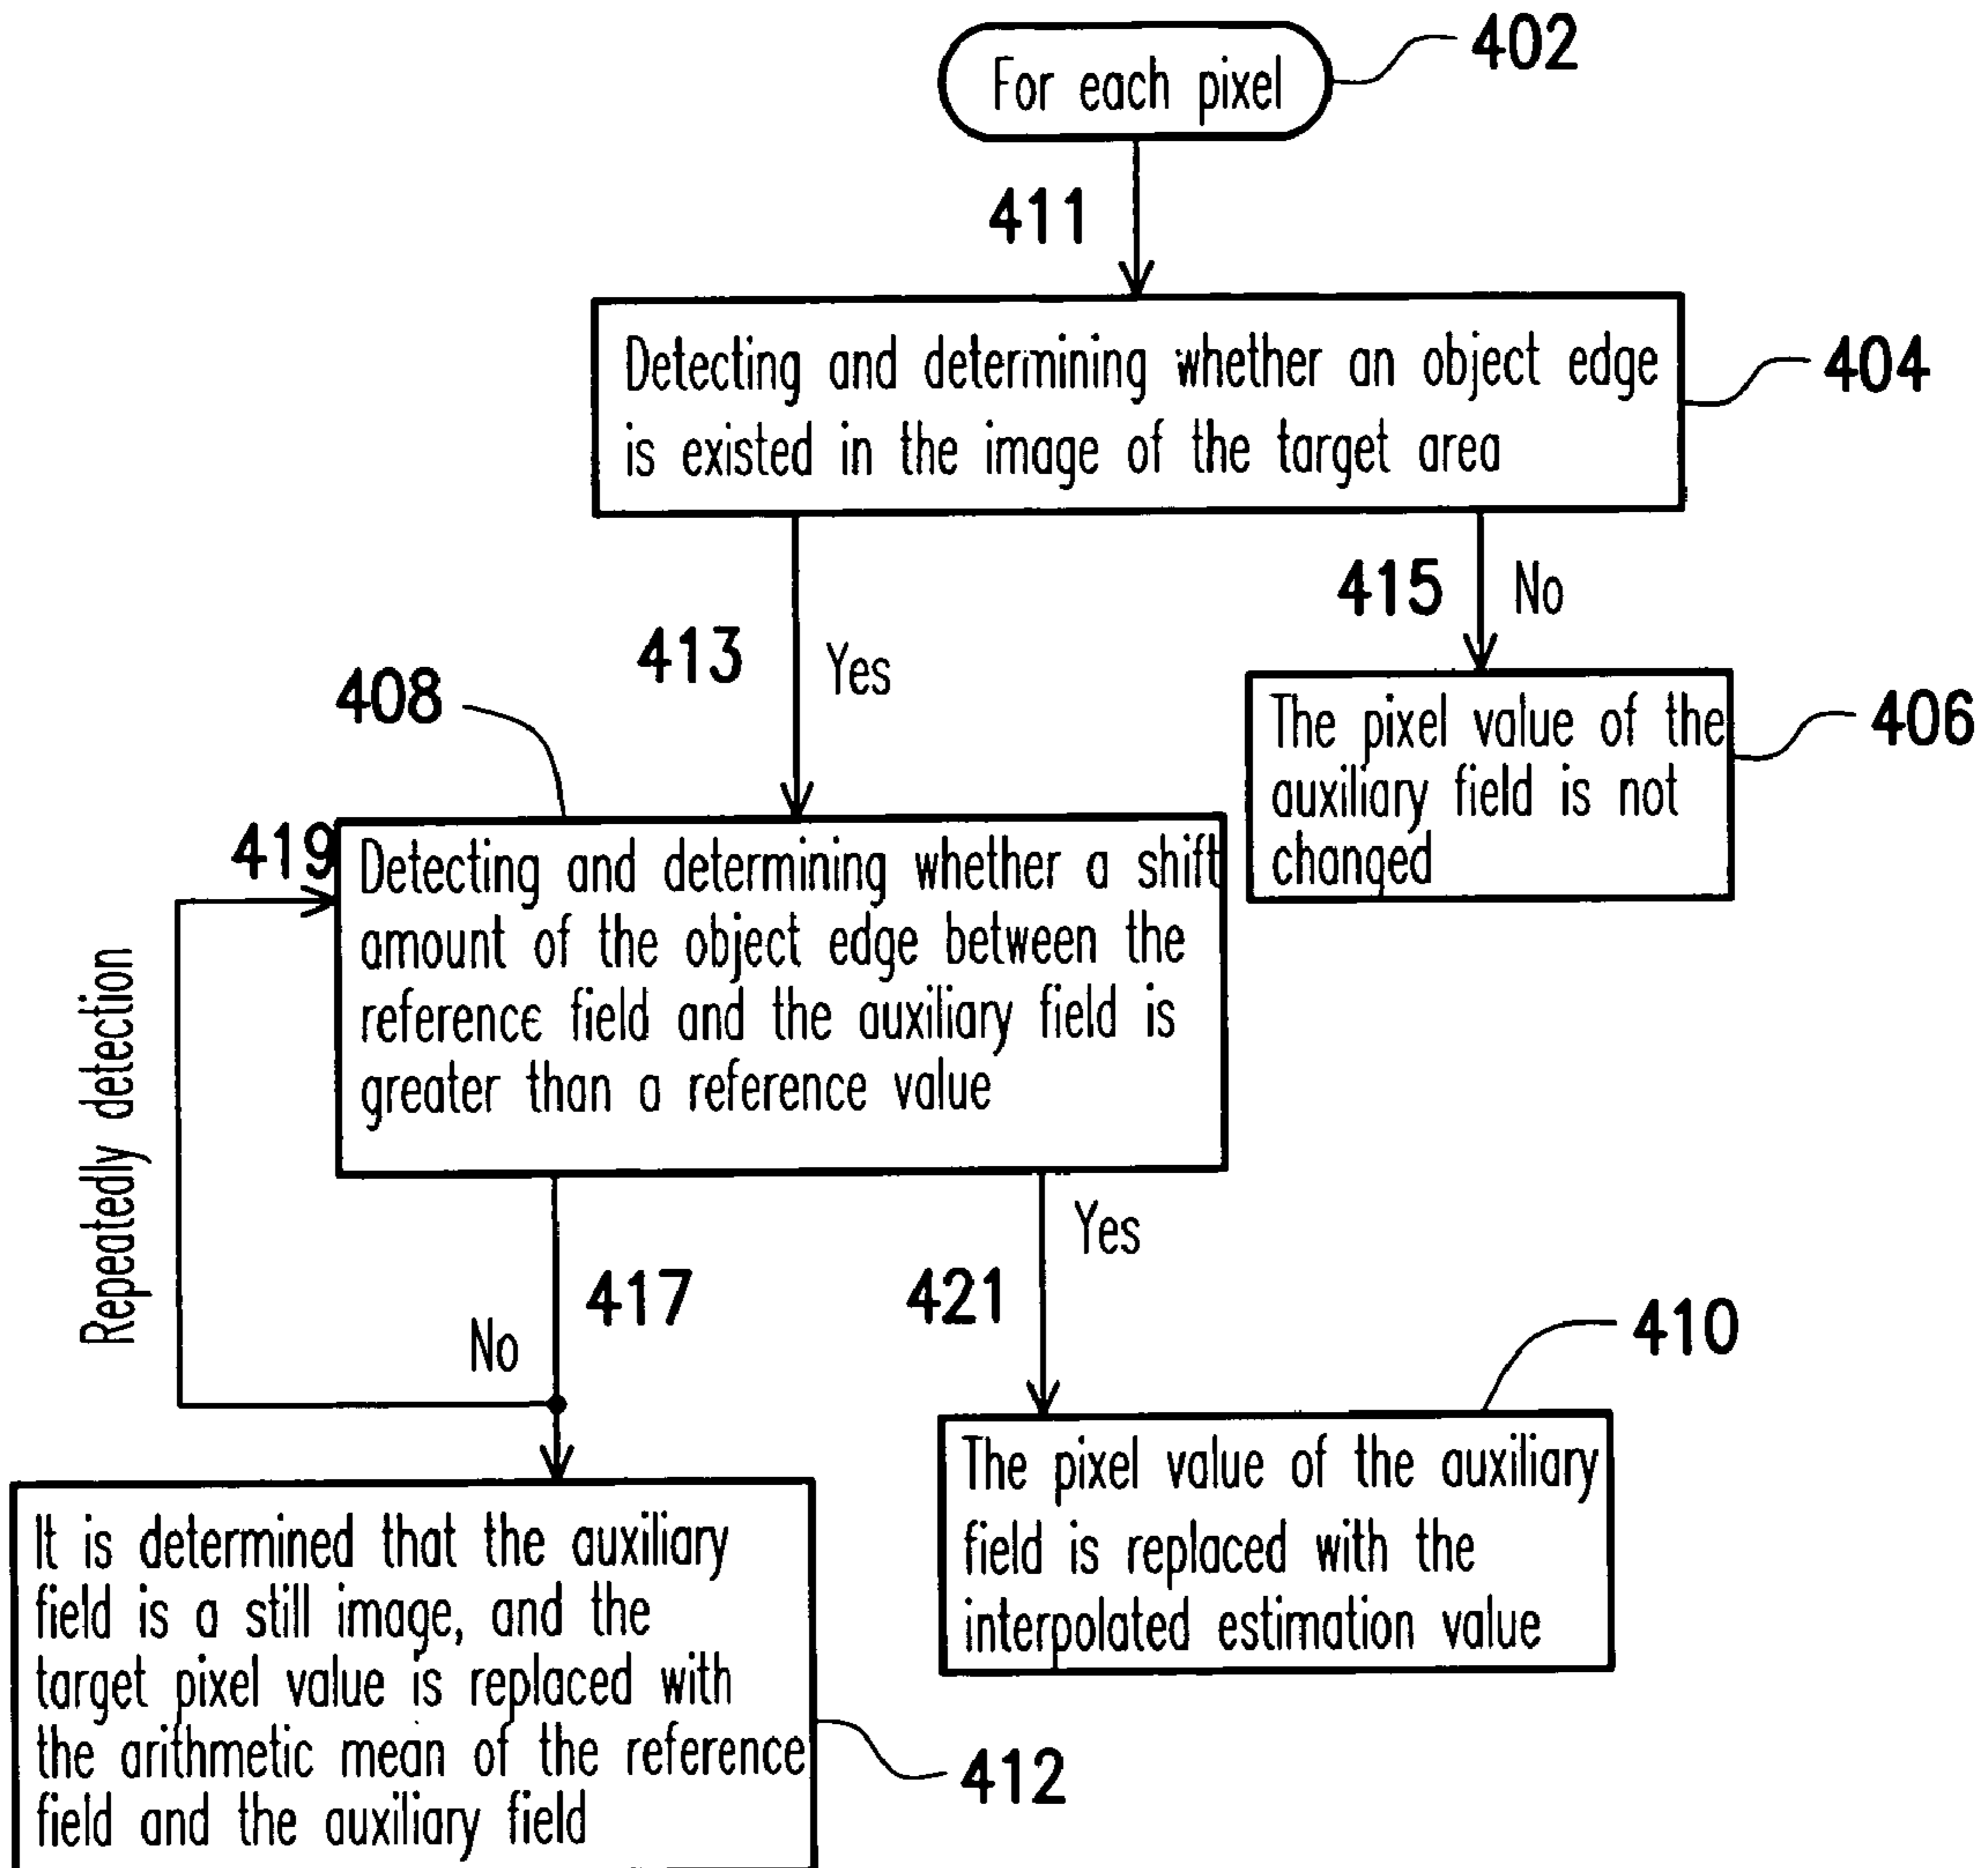 For each pixel
402
411
Detecting and determining whether an object edge
is existed in the image of the target area
404
413
Yes
415
No
The pixel value of the
auxiliary field is not
changed
406
408
419
Detecting and determining whether a shift
amount of the object edge between the
reference field and the auxiliary field is
greater than a reference value
Repeatedly detection
No
417
421
Yes
410
The pixel value of the auxiliary
field is replaced with the
interpolated estimation value
It is determined that the auxiliary
field is a still image, and the
target pixel value is replaced with
the arithmetic mean of the reference
field and the auxiliary field
412